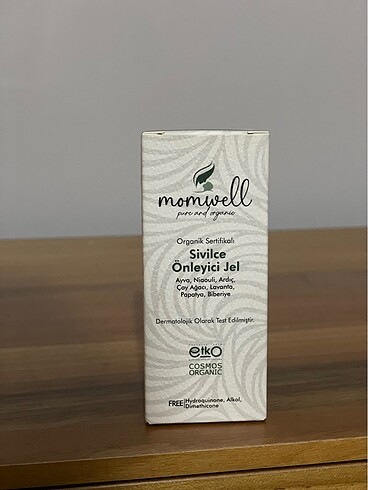 momwell
pure and organic
Organik Sertifikalı
Sivilce
Önleyici Jel
Ayva, Niaouli, Ardıç,
Çay Ağacı, Lavanta,
Papatya, Biberiye
Dermatolojik Olarak Test Edilmiştir.
etko
COSMOS
ORGANIC
FREE Hydroquinone, Alkol,
Dimethicone